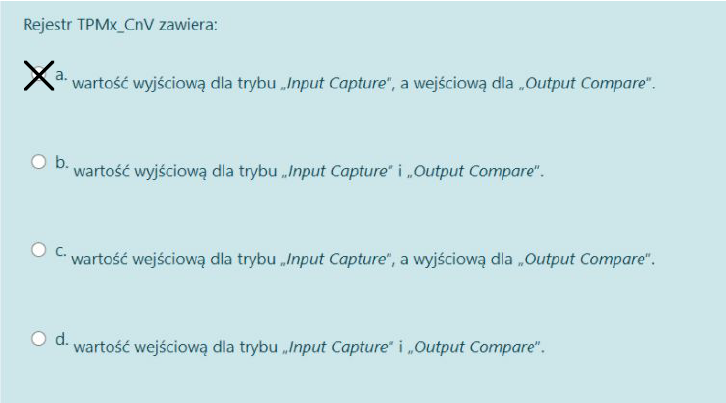 Rejestr TPMx_CnV zawiera:
a. wartość wyjściową dla trybu „Input Capture”, a wejściową dla „Output Compare”.
b. wartość wyjściową dla trybu „Input Capture” i „Output Compare”.
c. wartość wejściową dla trybu „Input Capture”, a wyjściową dla „Output Compare”.
d. wartość wejściową dla trybu „Input Capture” i „Output Compare”.